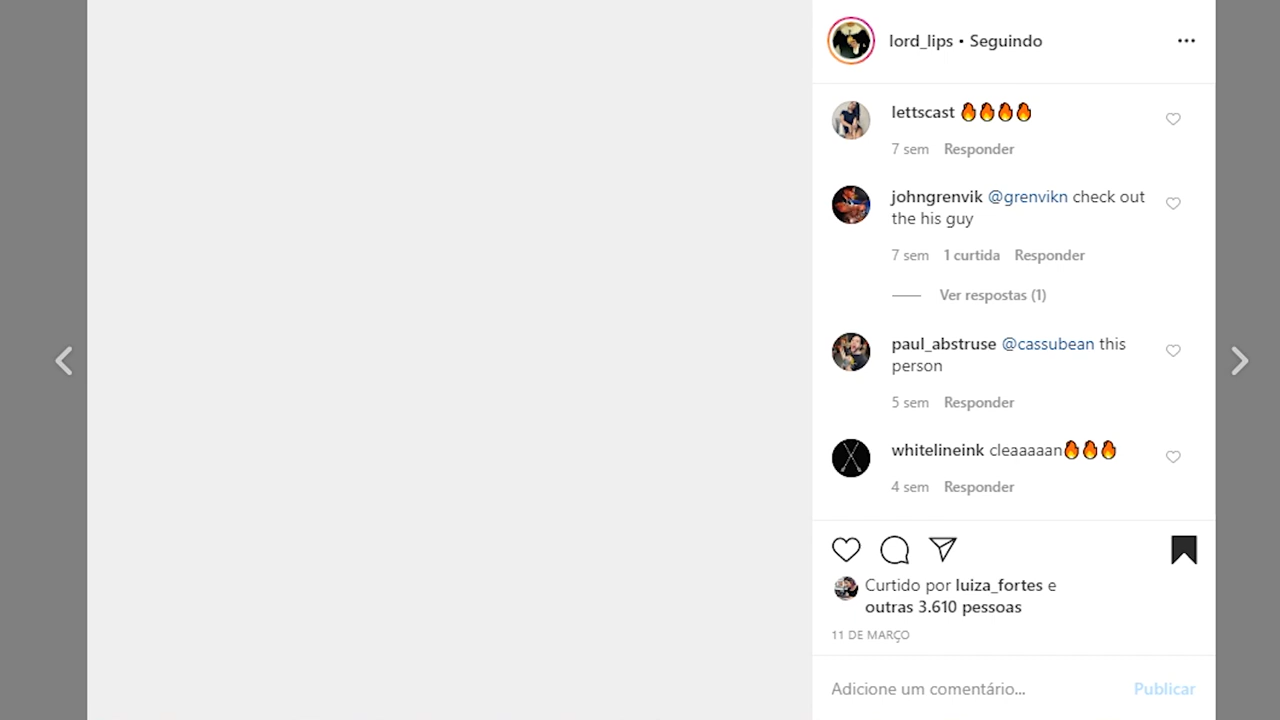 lord_lips • Seguindo
lettscast 🔥🔥🔥🔥
7 sem Responder
johngrenvik @grenvikn check out
the his guy
7 sem 1 curtida Responder
Ver respostas (1)
paul_abstruse @cassubean this
person
5 sem Responder
whitelineink cleaaaaan🔥🔥🔥
4 sem Responder
Curtido por luiza_fortes e
outras 3.610 pessoas
11 DE MARÇO
Adicione um comentário... Publicar